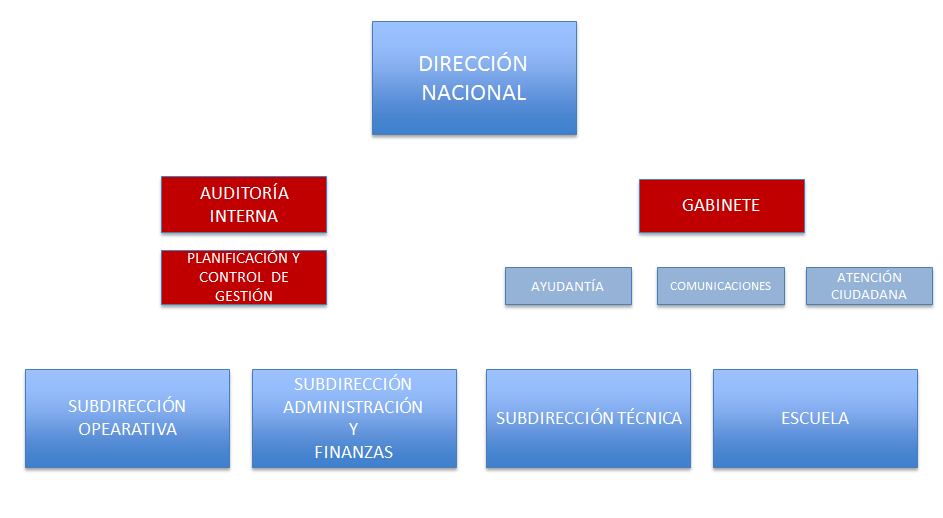 DIRECCIÓN
NACIONAL
AUDITORÍA
INTERNA
GABINETE
PLANIFICACIÓN Y
CONTROL DE
GESTIÓN
AYUDANTÍA
COMUNICACIONES
ATENCIÓN
CIUDADANA
SUBDIRECCIÓN
OPEARATIVA
SUBDIRECCIÓN
ADMINISTRACIÓN
Y
FINANZAS
SUBDIRECCIÓN TÉCNICA
ESCUELA